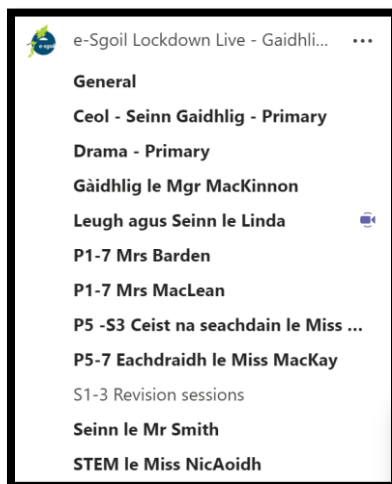 e-sgoil
e-Sgoil Lockdown Live - Gaidhli... ...
General
Ceol - Seinn Gaidhlig - Primary
Drama - Primary
Gàidhlig le Mgr MacKinnon
Leugh agus Seinn le Linda
P1-7 Mrs Barden
P1-7 Mrs MacLean
P5 -S3 Ceist na seachdain le Miss ...
P5-7 Eachdraidh le Miss MacKay
S1-3 Revision sessions
Seinn le Mr Smith
STEM le Miss NicAoidh